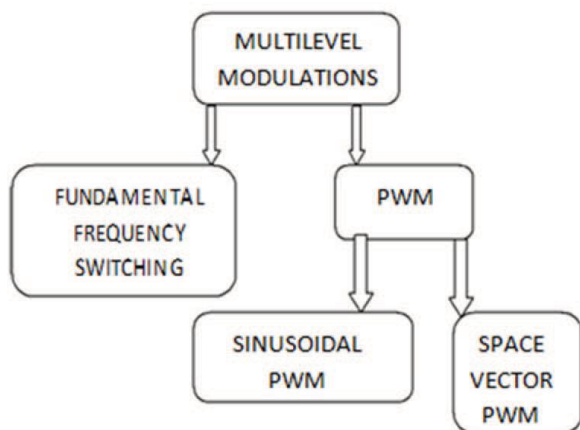 MULTILEVEL
MODULATIONS
FUNDAMENTAL
FREQUENCY
SWITCHING
PWM
SINUSOIDAL
PWM
SPACE
VECTOR
PWM